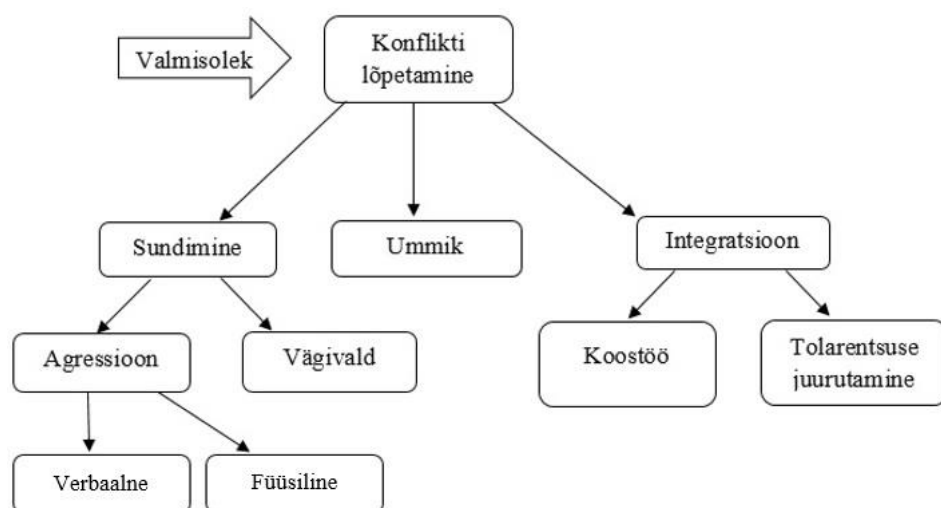 Valmisolek
Konflikti
lõpetamine
Sundimine
Ummik
Integratsioon
Agressioon
Vägivald
Koostöö
Tolarentsuse
juurutamine
Verbaalne
Füüsiline